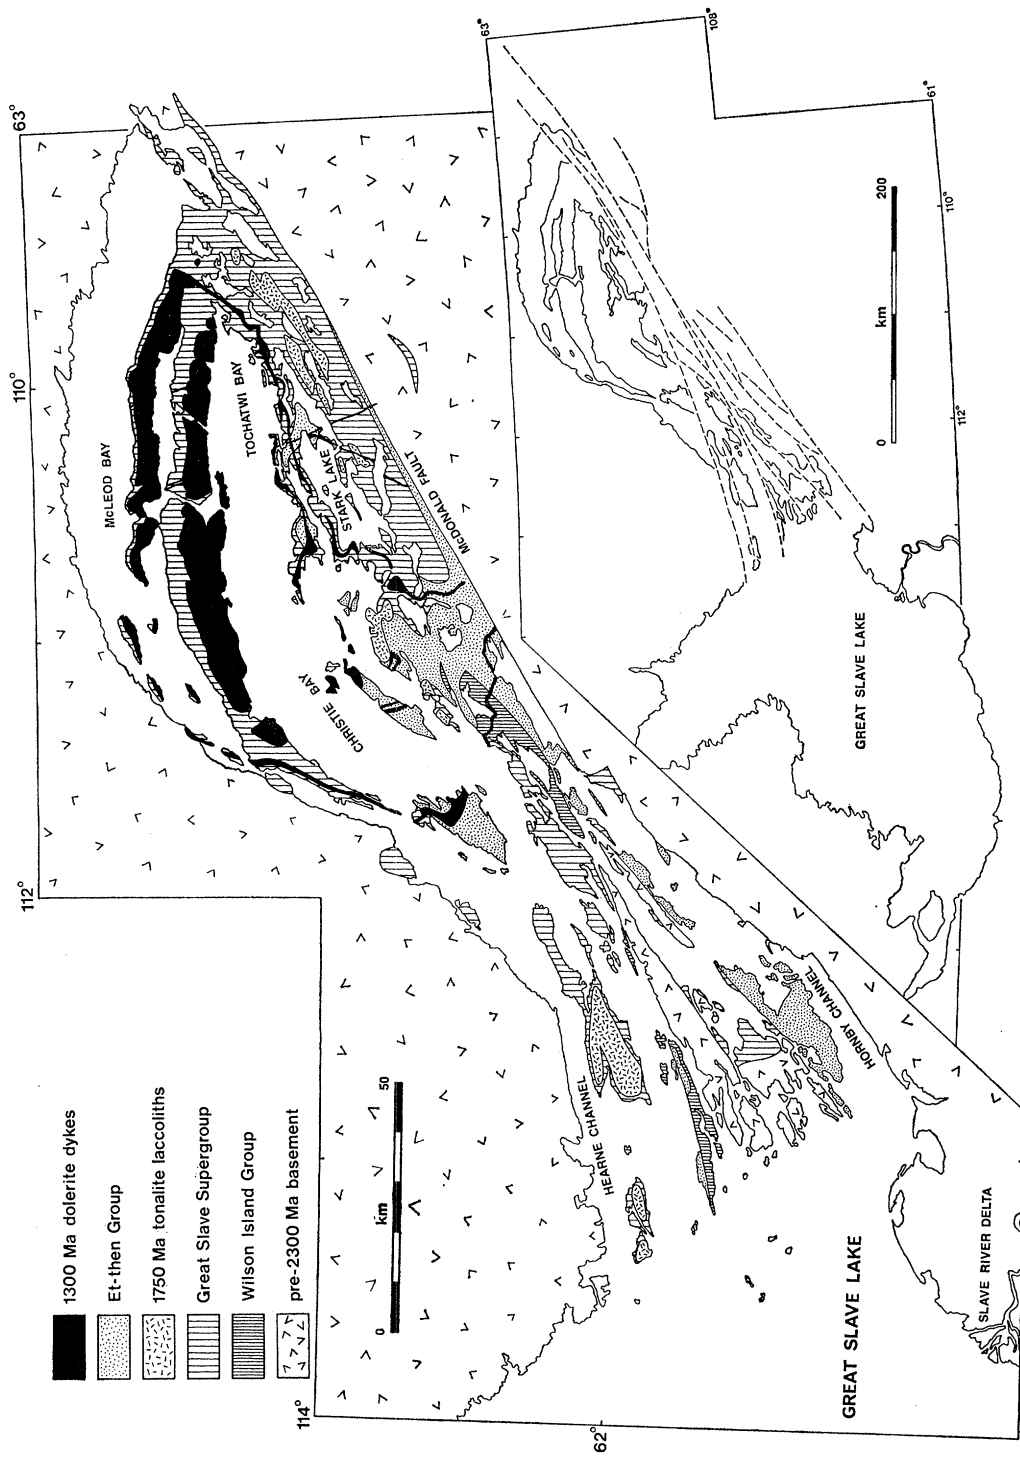 1300 Ma dolerite dykes
Et-then Group
1750 Ma tonalite laccoliths
Great Slave Supergroup
Wilson Island Group
pre-2300 Ma basement
0 km 50
114°
112°
110°
63°
62°
McLEOD BAY
TOCHATWI BAY
STARK LAKE
McDONALD FAULT
CHRISTIE BAY
HEARNE CHANNEL
HORNBY CHANNEL
GREAT SLAVE LAKE
SLAVE RIVER DELTA
63°
108°
61°
110°
112°
0 km 200
GREAT SLAVE LAKE